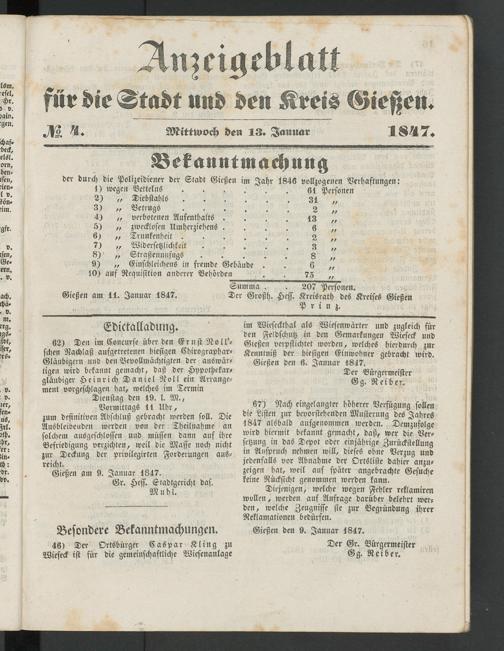 Anzeigeblatt
für die Stadt und den Kreis Gießen.
№ 4. Mittwoch den 13. Januar 1847.
Bekanntmachung
der durch die Polizeidiener der Stadt Gießen im Jahr 1846 vollzogenen Verhaftungen:
1) wegen Bettelns . . . . . 61 Personen
2) „ Diebstahls . . . . . 31 „
3) „ Betrugs . . . . . 2 „
4) „ verbotenen Aufenthalts . . . . . 13 „
5) „ zwecklosen Umherziehens . . . . . 6 „
6) „ Trunkenheit . . . . . 2 „
7) „ Widersetzlichkeit . . . . . 3 „
8) „ Straßenunfugs . . . . . 8 „
9) „ Einschleichens in fremde Gebäude . . . 6 „
10) auf Requisition anderer Behörden . . . . 75 „
Summa . . 207 Personen.
Gießen am 11. Januar 1847. Der Großh. Hess. Kreisrath des Kreises Gießen
Prinz.
Edictalladung.
62) Den im Concurse über den Ernst Noll'-
schen Nachlaß aufgetretenen hiesigen Chirographar-
Gläubigern und den Bevollmächtigten der auswär-
tigen wird bekannt gemacht, daß der Hypothekar-
gläubiger Heinrich Daniel Noll ein Arrange-
ment vorgeschlagen hat, welches im Termin
Dienstag den 19. l. M.,
Vormittags 11 Uhr,
zum definitiven Abschluß gebracht werden soll. Die
Ausbleibenden werden von der Theilnahme an
solchem ausgeschlossen und müssen dann auf ihre
Befriedigung verzichten, weil die Masse noch nicht
zur Deckung der privilegirten Forderungen aus-
reicht.
Gießen am 9. Januar 1847.
Gr. Hess. Stadtgericht das.
Muhl.
Besondere Bekanntmachungen.
46) Der Ortsbürger Caspar Kling zu
Wieseck ist für die gemeinschaftliche Wiesenanlage
im Wieseckthal als Wiesenwärter und zugleich für
den Feldschutz in den Gemarkungen Wieseck und
Gießen verpflichtet worden, welches hierdurch zur
Kenntniß der hiesigen Einwohner gebracht wird.
Gießen den 6. Januar 1847.
Der Bürgermeister
Gg. Reiber.
67) Nach eingelangter höherer Verfügung sollen
die Listen zur bevorstehenden Musterung des Jahres
1847 alsbald aufgenommen werden. Demzufolge
wird hiermit bekannt gemacht, daß, wer die Ver-
setzung in das Depot oder einjährige Zurückstellung
in Anspruch nehmen will, dieses ohne Verzug und
jedenfalls vor Abnahme der Ortsliste dahier anzu-
zeigen hat, weil auf später angebrachte Gesuche
keine Rücksicht genommen werden kann.
Diejenigen, welche wegen Fehler reklamiren
wollen, werden auf Anfrage darüber belehrt wer-
den, welche Zeugnisse sie zur Begründung ihrer
Reklamationen bedürfen.
Gießen den 9. Januar 1847.
Der Gr. Bürgermeister
Gg. Reiber.